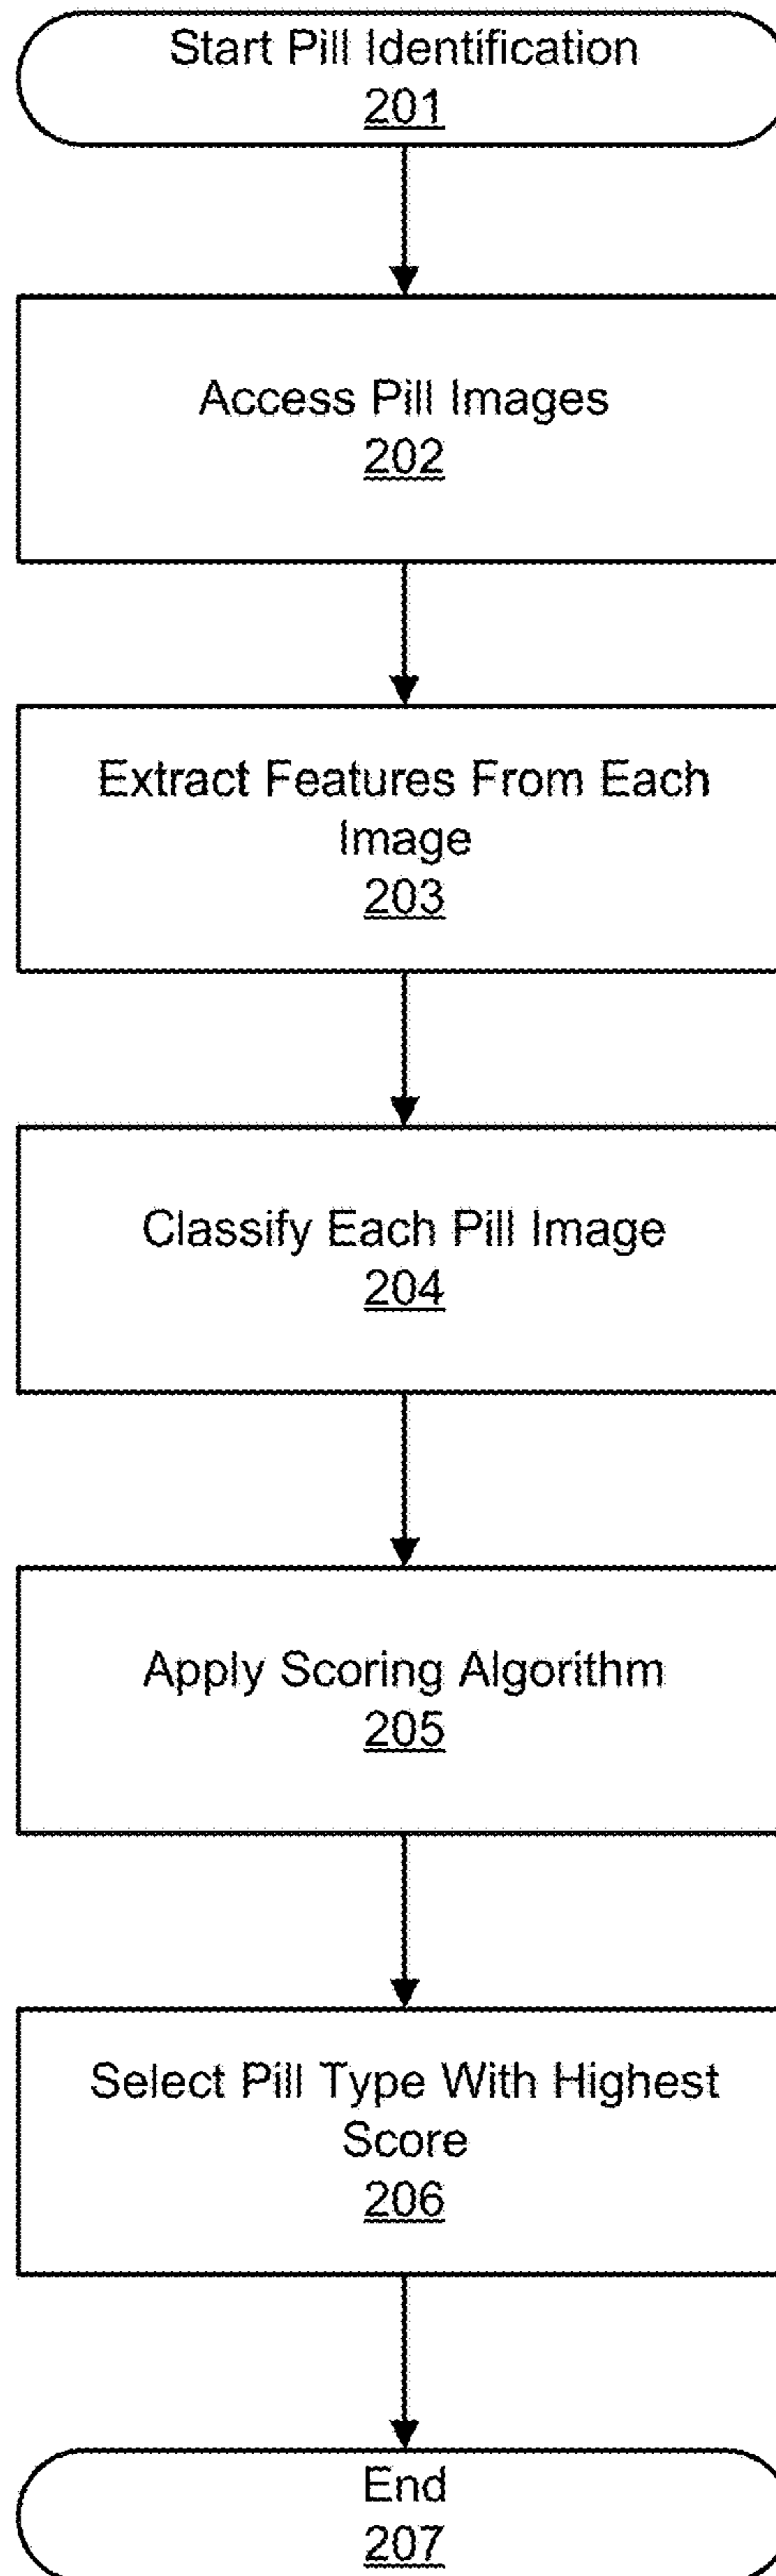 Start Pill Identification
201
Access Pill Images
202
Extract Features From Each
Image
203
Classify Each Pill Image
204
Apply Scoring Algorithm
205
Select Pill Type With Highest
Score
206
End
207